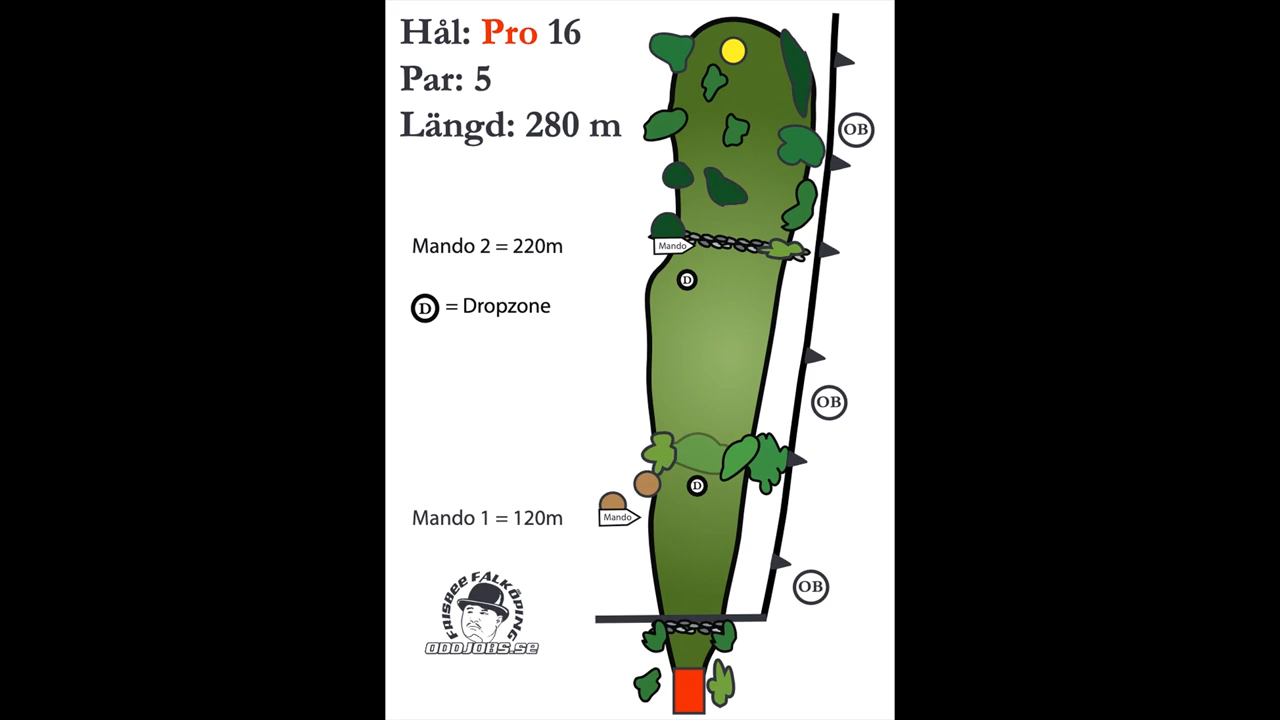 Hål: Pro 16
Par: 5
Längd: 280 m
OB
Mando 2 = 220m
Mando
D
D = Dropzone
OB
D
Mando 1 = 120m
Mando
OB
FRISBEE FALKÖPING
ODDJOBS.SE